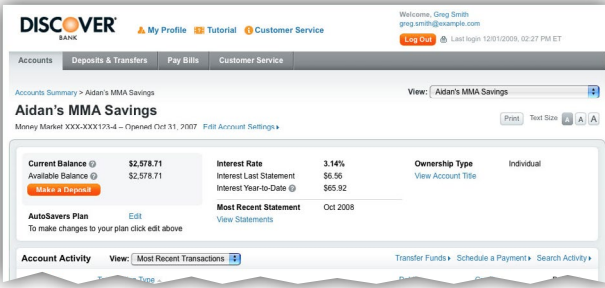 DISCOVER
BANK
My Profile Tutorial Customer Service
Welcome, Greg Smith
greg.smith@example.com
Log Out Last login 12/01/2009, 02:27 PM ET
Accounts Deposits & Transfers Pay Bills Customer Service
Accounts Summary > Aidan's MMA Savings
View: Aidan's MMA Savings
Aidan's MMA Savings
Print Text Size A A A
Money Market XXX-XXX123-4 – Opened Oct 31, 2007 Edit Account Settings
Current Balance ? $2,578.71 Interest Rate 3.14% Ownership Type Individual
Available Balance ? $2,578.71 Interest Last Statement $6.56 View Account Title
Make a Deposit Interest Year-to-Date ? $65.92
Most Recent Statement Oct 2008
AutoSavers Plan Edit View Statements
To make changes to your plan click edit above
Account Activity View: Most Recent Transactions Transfer Funds Schedule a Payment Search Activity